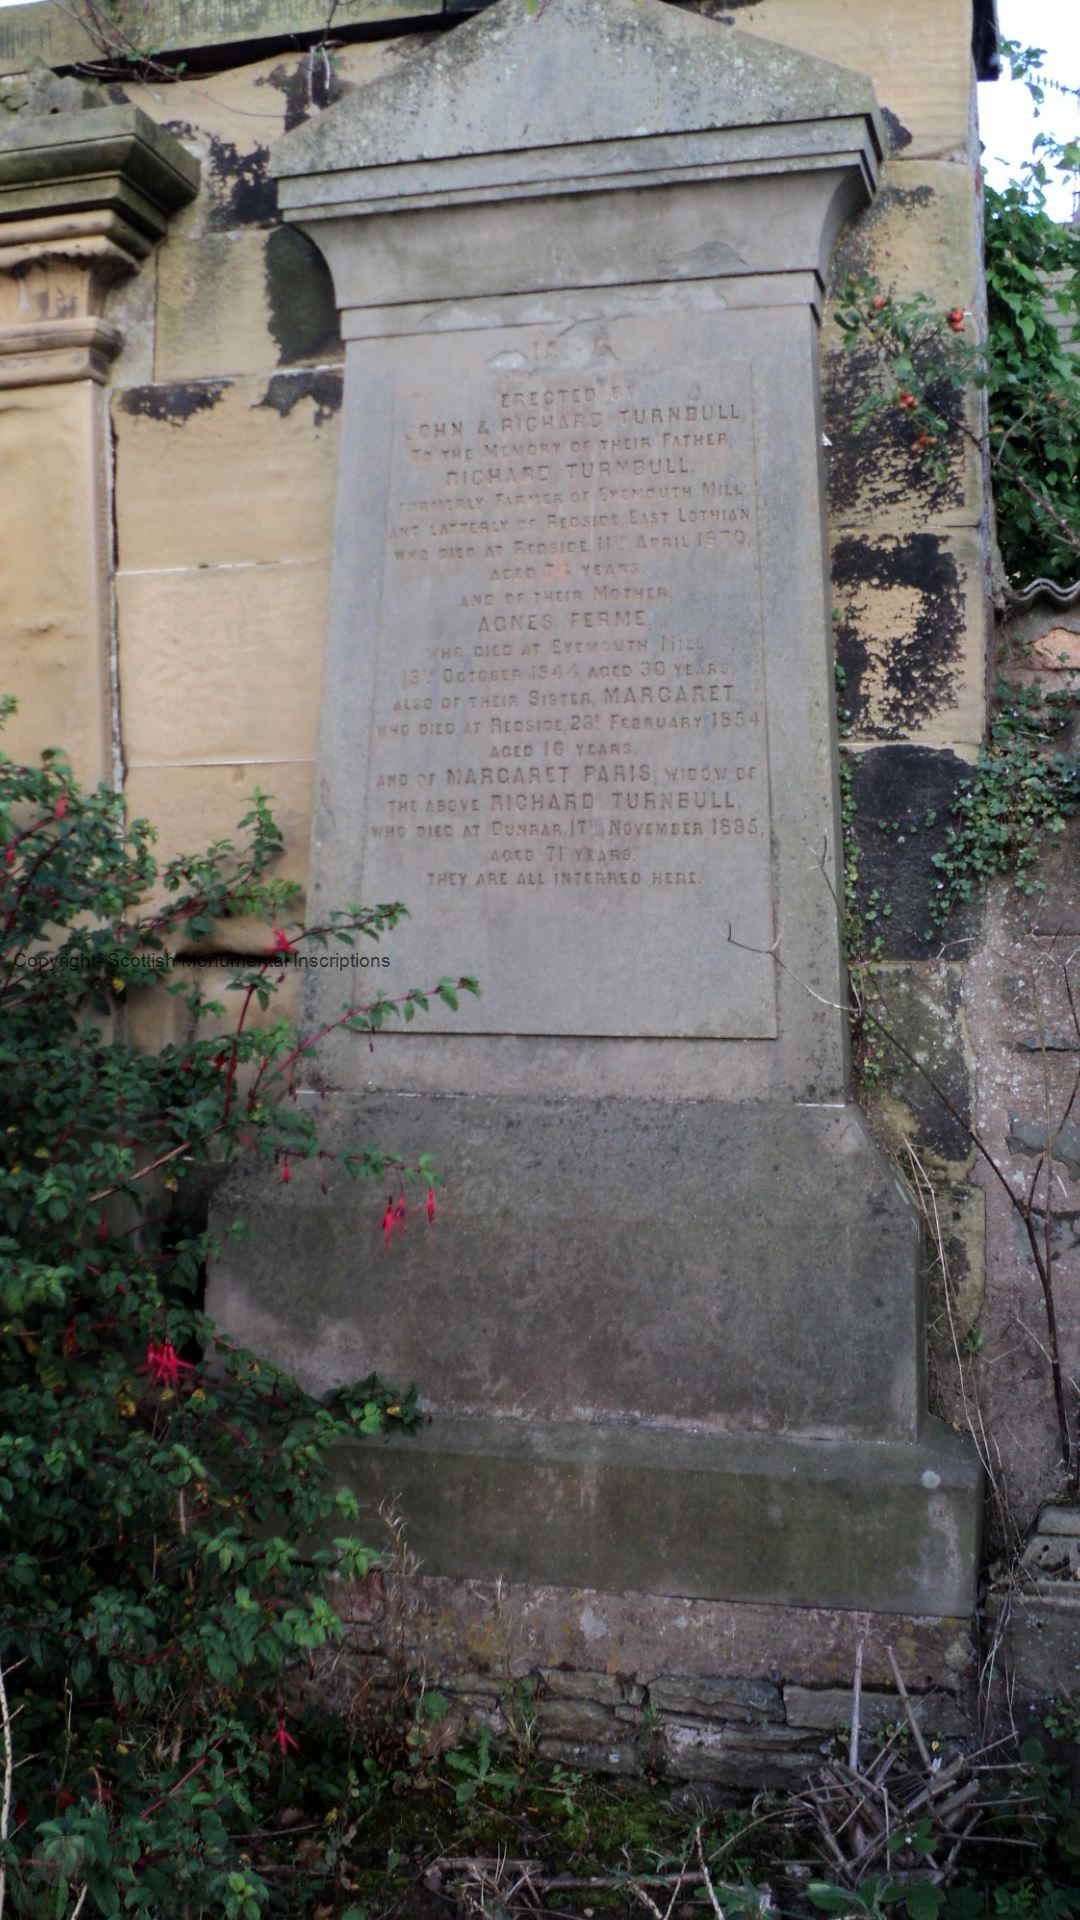 ERECTED BY
JOHN & RICHARD TURNBULL,
TO THE MEMORY OF THEIR FATHER,
RICHARD TURNBULL,
FORMERLY FARMER OF EYEMOUTH MILL
AND LATTERLY OF REDSIDE, EAST LOTHIAN
WHO DIED AT REDSIDE, 11TH APRIL 1870,
AGED YEARS.
AND OF THEIR MOTHER,
AGNES FERME,
WHO DIED AT EYEMOUTH MILL
13TH OCTOBER 1844 AGED 30 YEARS,
ALSO OF THEIR SISTER, MARGARET,
WHO DIED AT REDSIDE, 23D FEBRUARY 1854
AGED 16 YEARS.
AND OF MARGARET PARIS, WIDOW OF
THE ABOVE RICHARD TURNBULL,
WHO DIED AT DUNBAR, 17TH NOVEMBER 1885,
AGED 71 YEARS.
THEY ARE ALL INTERRED HERE.
Copyright- Scottish Monumental Inscriptions